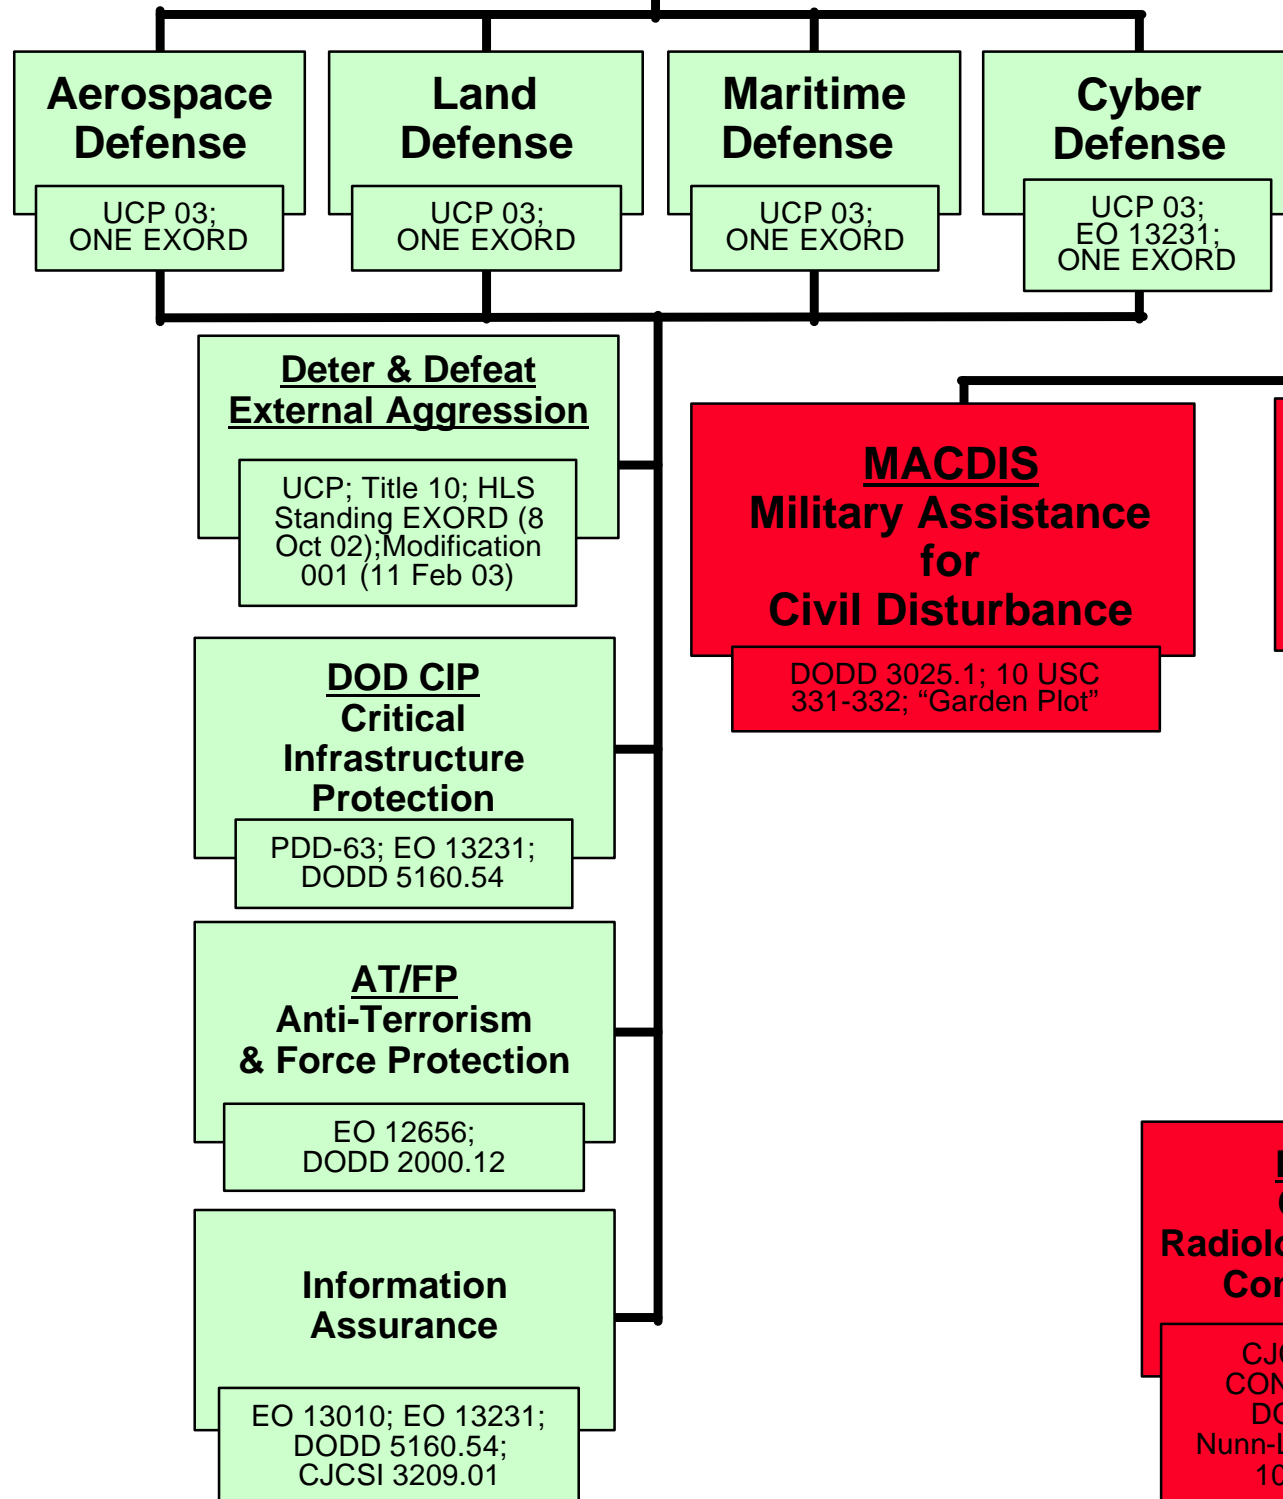 Aerospace
Defense
UCP 03;
ONE EXORD
Land
Defense
UCP 03;
ONE EXORD
Maritime
Defense
UCP 03;
ONE EXORD
Cyber
Defense
UCP 03;
EO 13231;
ONE EXORD
Deter & Defeat
External Aggression
UCP; Title 10; HLS
Standing EXORD (8
Oct 02);Modification
001 (11 Feb 03)
MACDIS
Military Assistance
for
Civil Disturbance
DODD 3025.1; 10 USC
331-332; “Garden Plot”
DOD CIP
Critical
Infrastructure
Protection
PDD-63; EO 13231;
DODD 5160.54
AT/FP
Anti-Terrorism
& Force Protection
EO 12656;
DODD 2000.12
Information
Assurance
EO 13010; EO 13231;
DODD 5160.54;
CJCSI 3209.01